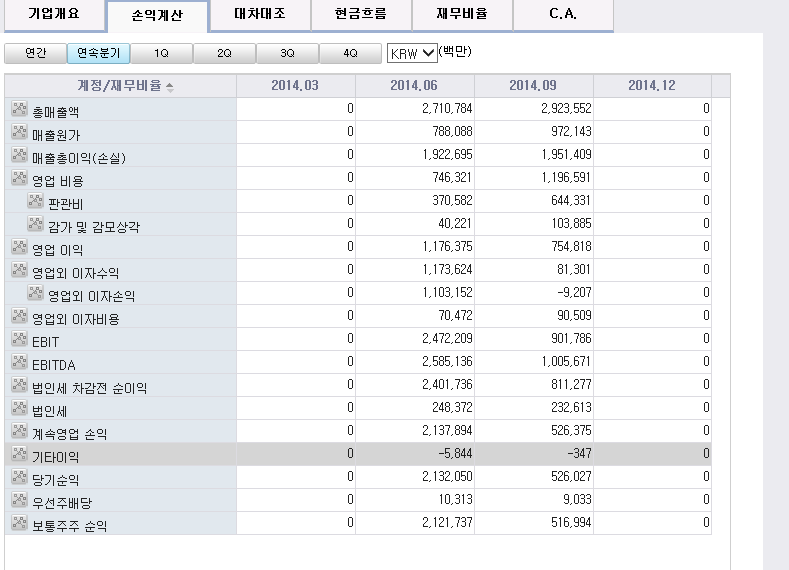 기업개요 손익계산 대차대조 현금흐름 재무비율 C.A.
연간 연속분기 1Q 2Q 3Q 4Q KRW (백만)
계정/재무비율 2014.03 2014.06 2014.09 2014.12
총매출액 0 2,710,784 2,923,552 0
매출원가 0 788,088 972,143 0
매출총이익(손실) 0 1,922,695 1,951,409 0
영업 비용 0 746,321 1,196,591 0
판관비 0 370,582 644,331 0
감가 및 감모상각 0 40,221 103,885 0
영업 이익 0 1,176,375 754,818 0
영업외 이자수익 0 1,173,624 81,301 0
영업외 이자손익 0 1,103,152 -9,207 0
영업외 이자비용 0 70,472 90,509 0
EBIT 0 2,472,209 901,786 0
EBITDA 0 2,585,136 1,005,671 0
법인세 차감전 순이익 0 2,401,736 811,277 0
법인세 0 248,372 232,613 0
계속영업 손익 0 2,137,894 526,375 0
기타이익 0 -5,844 -347 0
당기순익 0 2,132,050 526,027 0
우선주배당 0 10,313 9,033 0
보통주주 순익 0 2,121,737 516,994 0